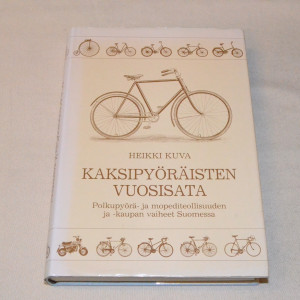 HEIKKI KUVA
KAKSIPYÖRÄISTEN
VUOSISATA
Polkupyörä- ja mopediteollisuuden
ja -kaupan vaiheet Suomessa